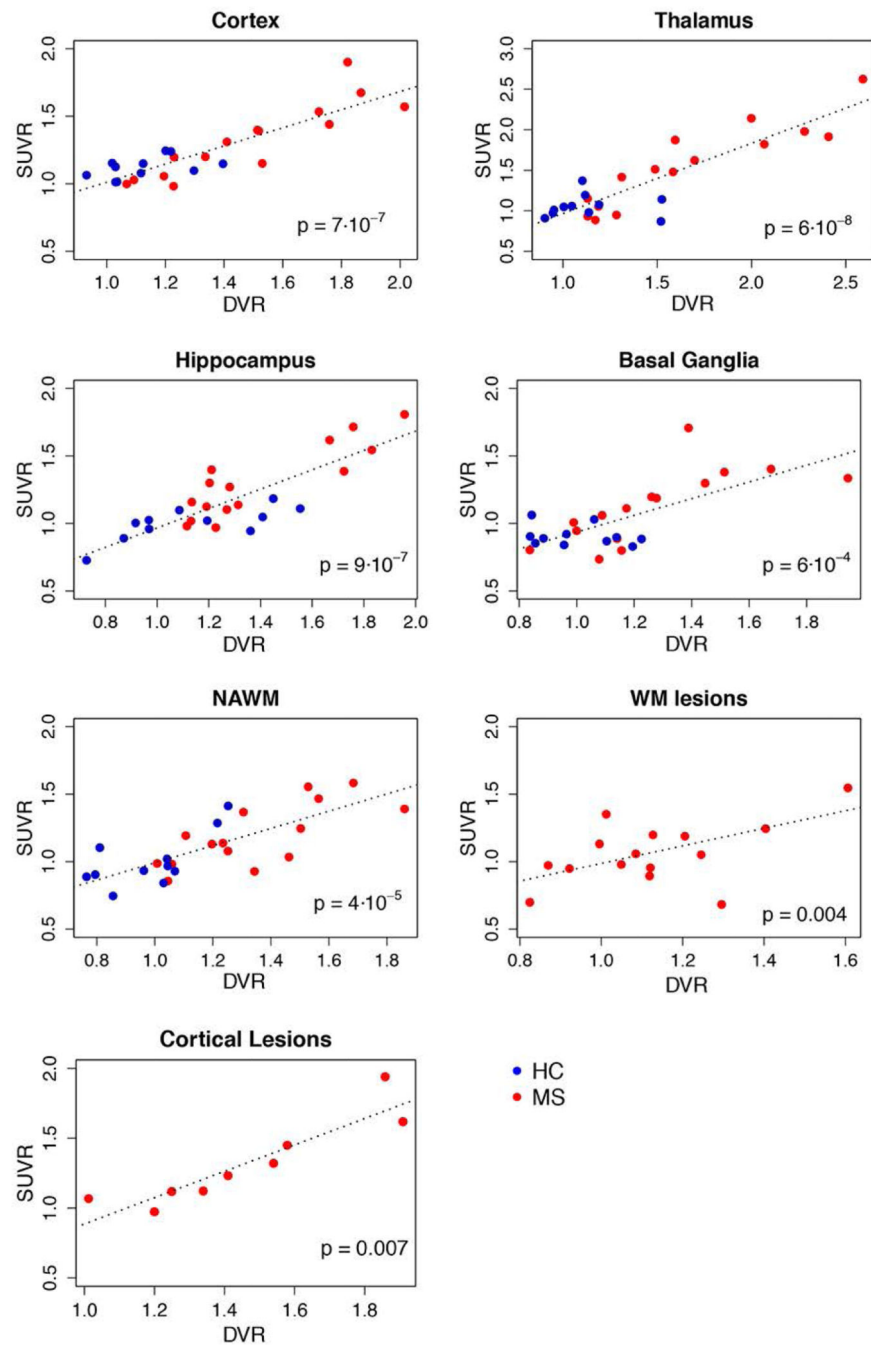 Cortex
SUVR
2.0
1.5
1.0
0.5
p = 7·10⁻⁷
1.0 1.2 1.4 1.6 1.8 2.0
DVR
Thalamus
SUVR
3.0
2.5
2.0
1.5
1.0
0.5
p = 6·10⁻⁸
1.0 1.5 2.0 2.5
DVR
Hippocampus
SUVR
2.0
1.5
1.0
0.5
p = 9·10⁻⁷
0.8 1.0 1.2 1.4 1.6 1.8 2.0
DVR
Basal Ganglia
SUVR
2.0
1.5
1.0
0.5
p = 6·10⁻⁴
0.8 1.0 1.2 1.4 1.6 1.8
DVR
NAWM
SUVR
2.0
1.5
1.0
0.5
p = 4·10⁻⁵
0.8 1.0 1.2 1.4 1.6 1.8
DVR
WM lesions
SUVR
2.0
1.5
1.0
0.5
p = 0.004
0.8 1.0 1.2 1.4 1.6
DVR
Cortical Lesions
SUVR
2.0
1.5
1.0
0.5
p = 0.007
1.0 1.2 1.4 1.6 1.8
DVR
HC
MS